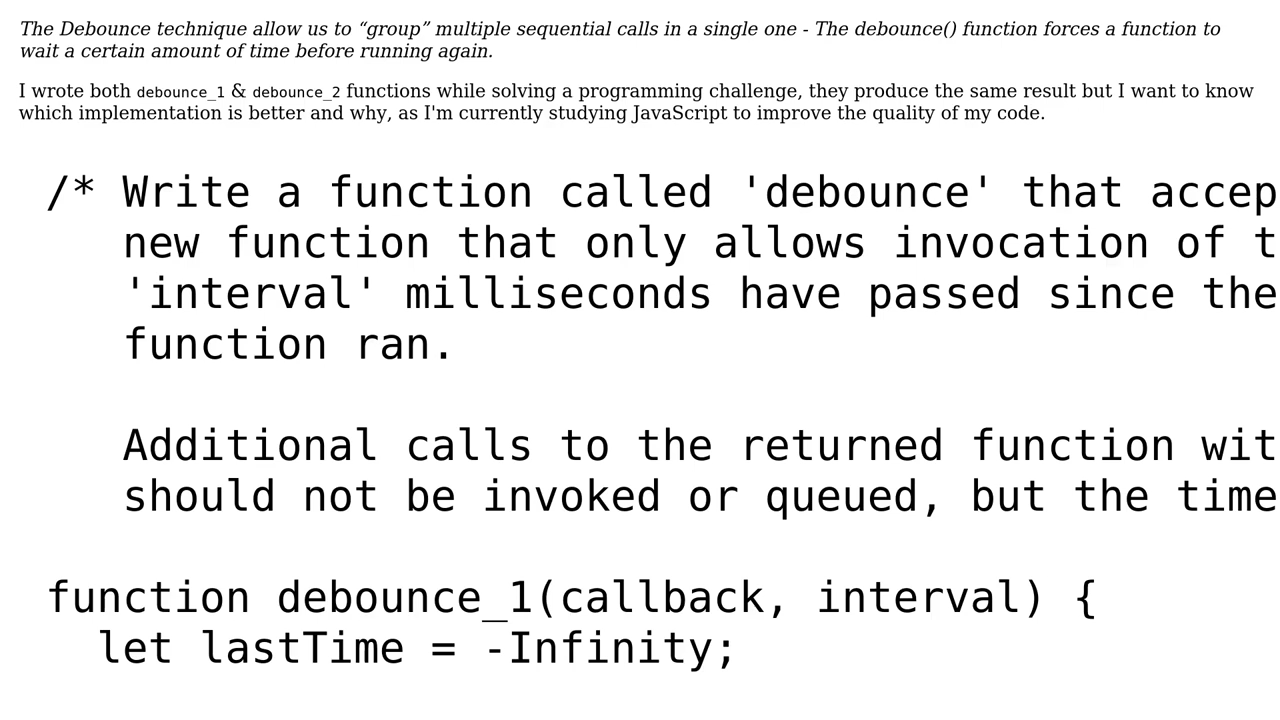 The Debounce technique allow us to “group” multiple sequential calls in a single one - The debounce() function forces a function to
wait a certain amount of time before running again.
I wrote both debounce_1 & debounce_2 functions while solving a programming challenge, they produce the same result but I want to know
which implementation is better and why, as I'm currently studying JavaScript to improve the quality of my code.
/* Write a function called 'debounce' that accep
new function that only allows invocation of t
'interval' milliseconds have passed since the
function ran.
Additional calls to the returned function wit
should not be invoked or queued, but the time
function debounce_1(callback, interval) {
let lastTime = -Infinity;